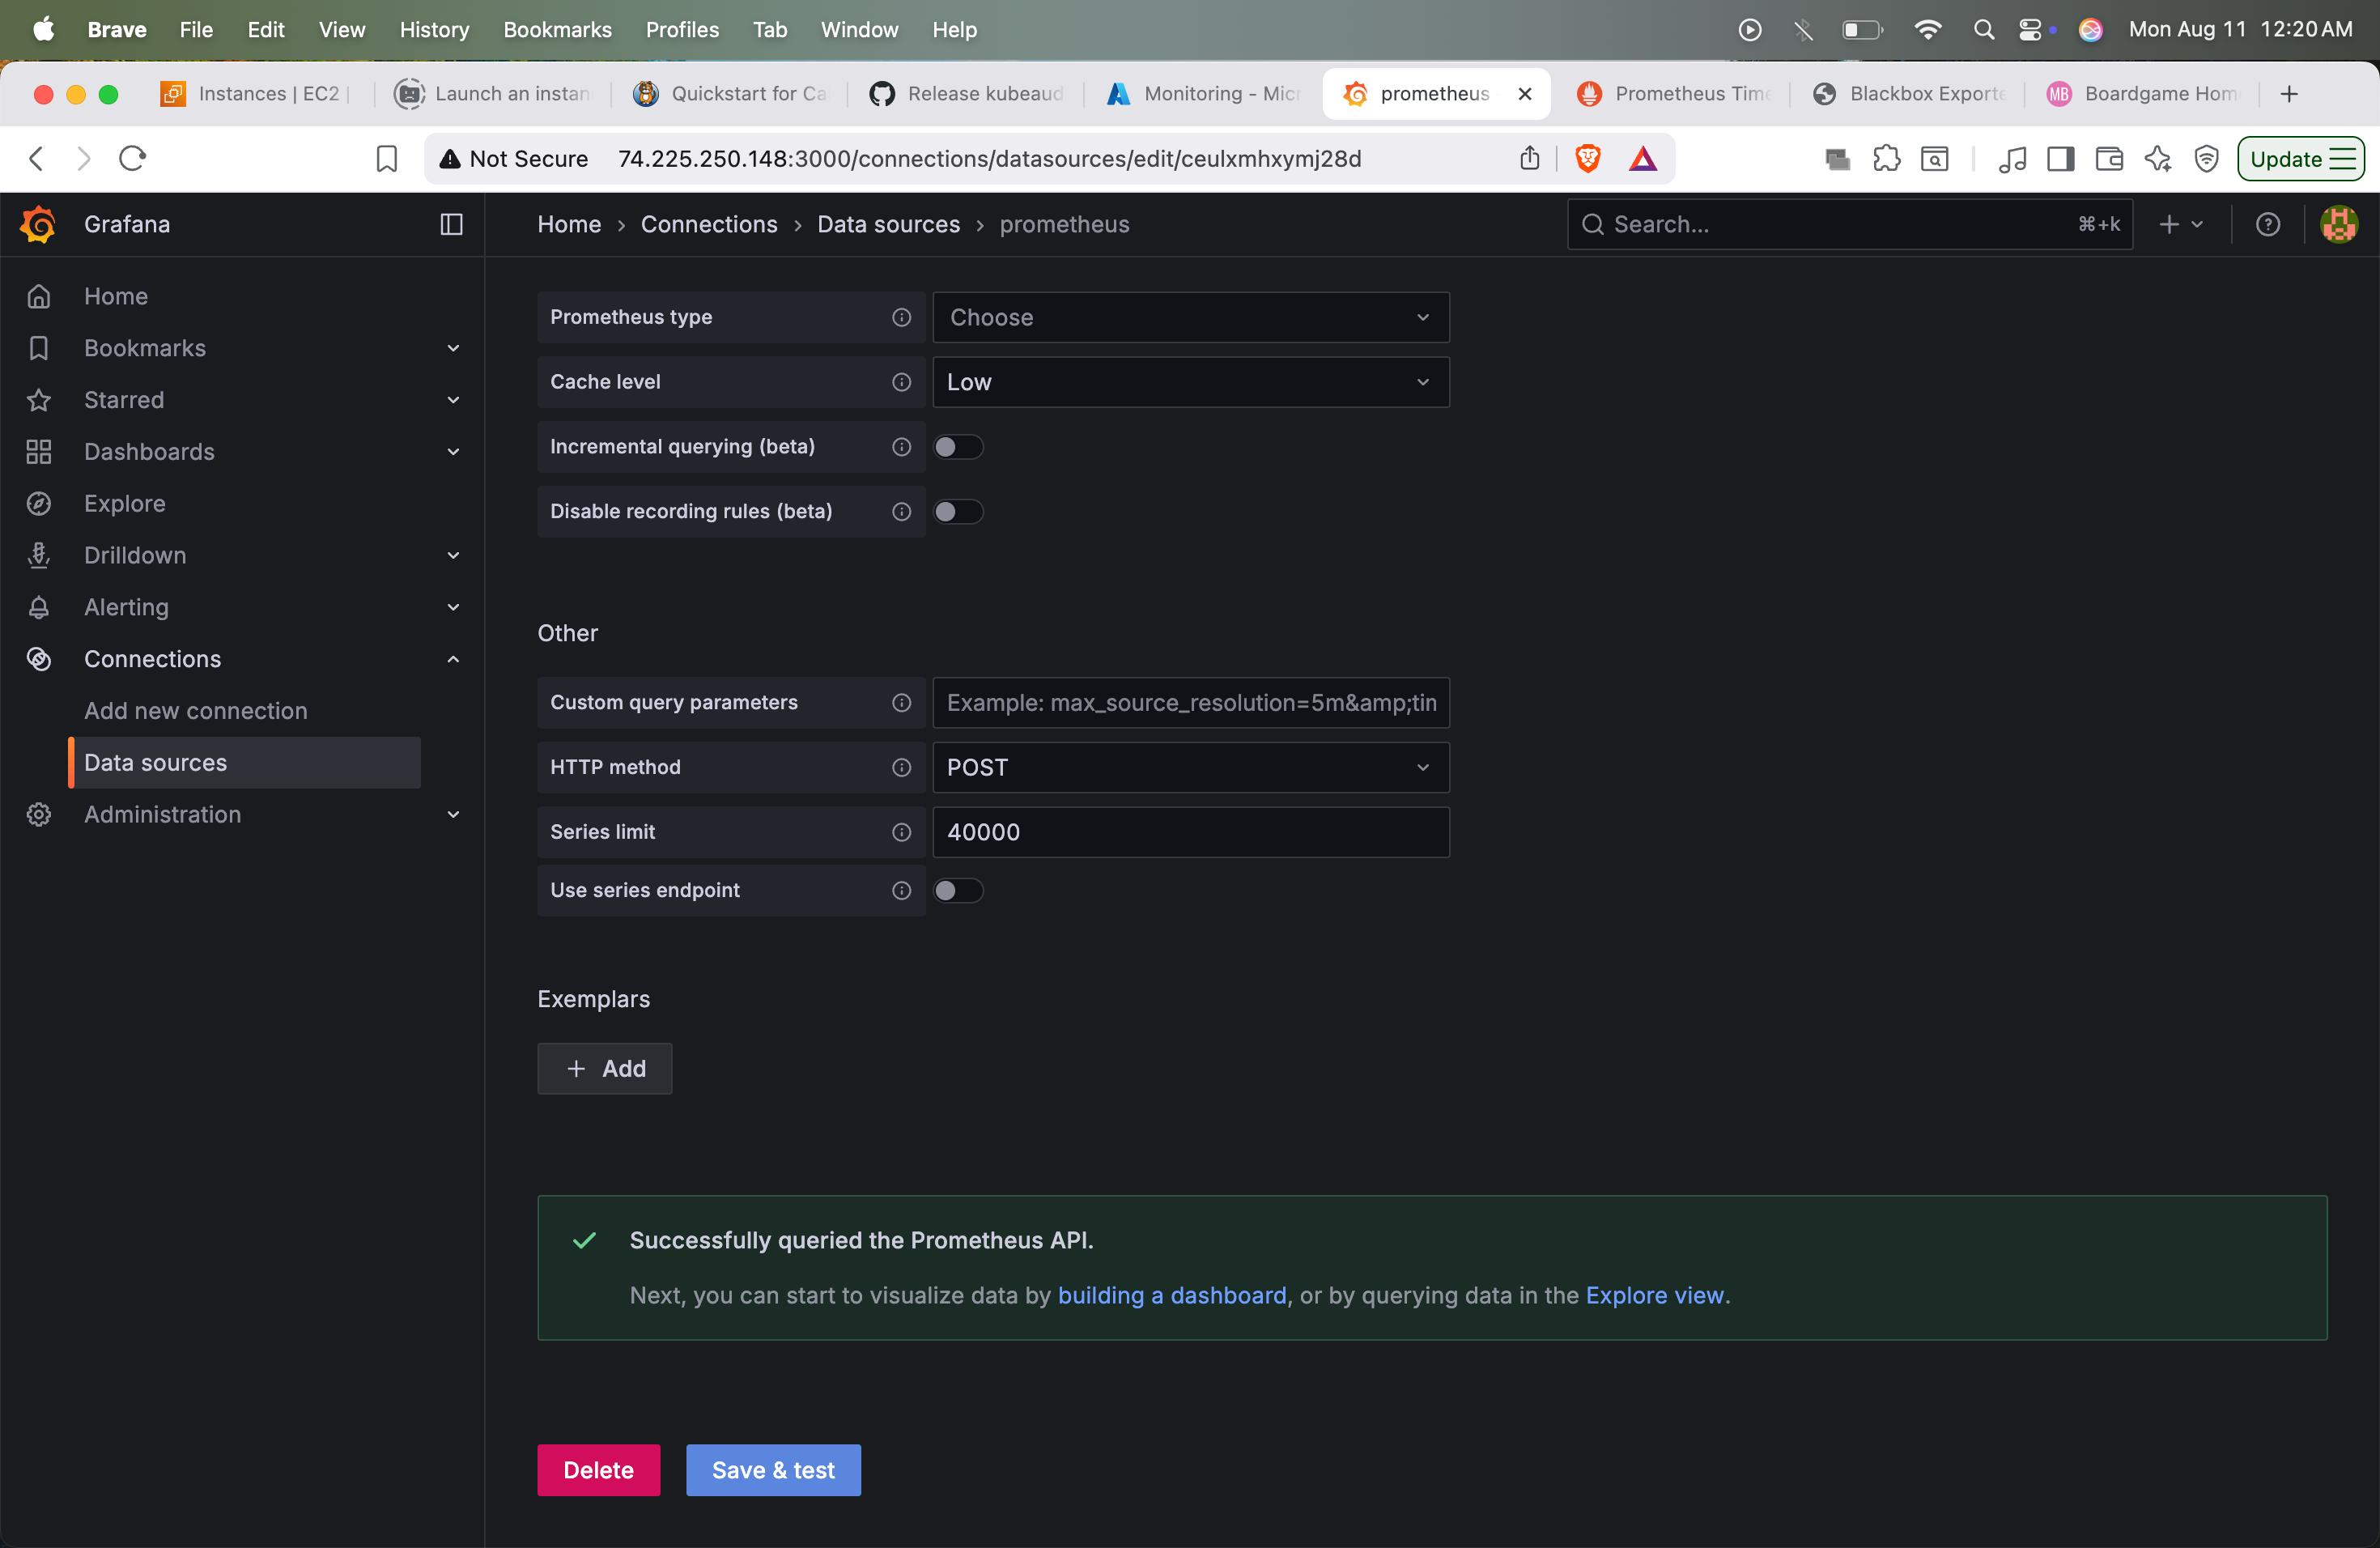 Brave File Edit View History Bookmarks Profiles Tab Window Help Mon Aug 11 12:20 AM
Instances | EC2 | Launch an instan Quickstart for Ca Release kubeaud Monitoring - Micr prometheus Prometheus Time Blackbox Exporte MB Boardgame Hom
Not Secure 74.225.250.148:3000/connections/datasources/edit/ceulxmhxymj28d Update
Grafana Home › Connections › Data sources › prometheus Search... ⌘+k
Home
Bookmarks
Starred
Dashboards
Explore
Drilldown
Alerting
Connections
Add new connection
Data sources
Administration
Prometheus type Choose
Cache level Low
Incremental querying (beta)
Disable recording rules (beta)
Other
Custom query parameters Example: max_source_resolution=5m&amp;tin
HTTP method POST
Series limit 40000
Use series endpoint
Exemplars
+ Add
Successfully queried the Prometheus API.
Next, you can start to visualize data by building a dashboard, or by querying data in the Explore view.
Delete Save & test